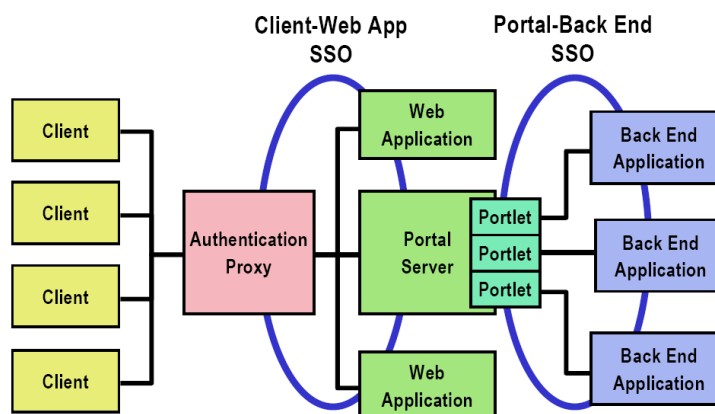 Client-Web App
SSO
Portal-Back End
SSO
Client
Client
Client
Client
Authentication
Proxy
Web
Application
Portal
Server
Web
Application
Portlet
Portlet
Portlet
Back End
Application
Back End
Application
Back End
Application